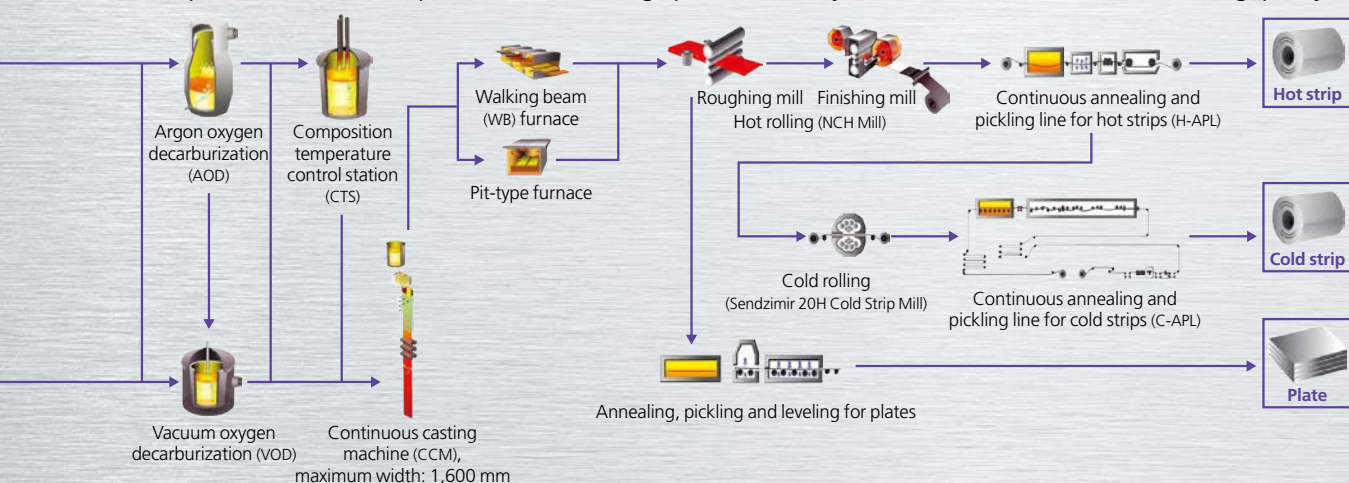 Argon oxygen
decarburization
(AOD)
Composition
temperature
control station
(CTS)
Walking beam
(WB) furnace
Pit-type furnace
Roughing mill
Finishing mill
Hot rolling (NCH Mill)
Continuous annealing and
pickling line for hot strips (H-APL)
Hot strip
Cold rolling
(Sendzimir 20H Cold Strip Mill)
Continuous annealing and
pickling line for cold strips (C-APL)
Cold strip
Annealing, pickling and leveling for plates
Plate
Vacuum oxygen
decarburization (VOD)
Continuous casting
machine (CCM),
maximum width: 1,600 mm